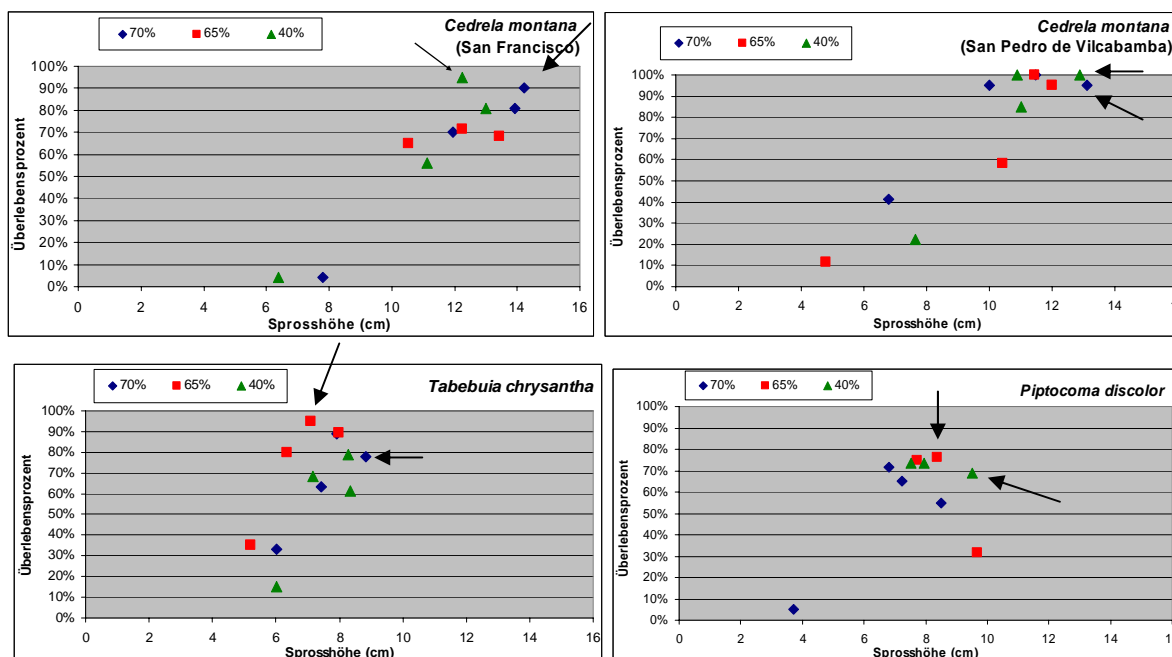 Cedrela montana
(San Francisco)
70% 65% 40%
Überlebensprozent
100%
90%
80%
70%
60%
50%
40%
30%
20%
10%
0%
0 2 4 6 8 10 12 14 16
Sprosshöhe (cm)
Cedrela montana
(San Pedro de Vilcabamba)
70% 65% 40%
Überlebensprozent
100%
90%
80%
70%
60%
50%
40%
30%
20%
10%
0%
0 2 4 6 8 10 12 14 16
Sprosshöhe (cm)
Tabebuia chrysantha
70% 65% 40%
Überlebensprozent
100%
90%
80%
70%
60%
50%
40%
30%
20%
10%
0%
0 2 4 6 8 10 12 14 16
Sprosshöhe (cm)
Piptocoma discolor
70% 65% 40%
Überlebensprozent
100%
90%
80%
70%
60%
50%
40%
30%
20%
10%
0%
0 2 4 6 8 10 12 14 16
Sprosshöhe (cm)